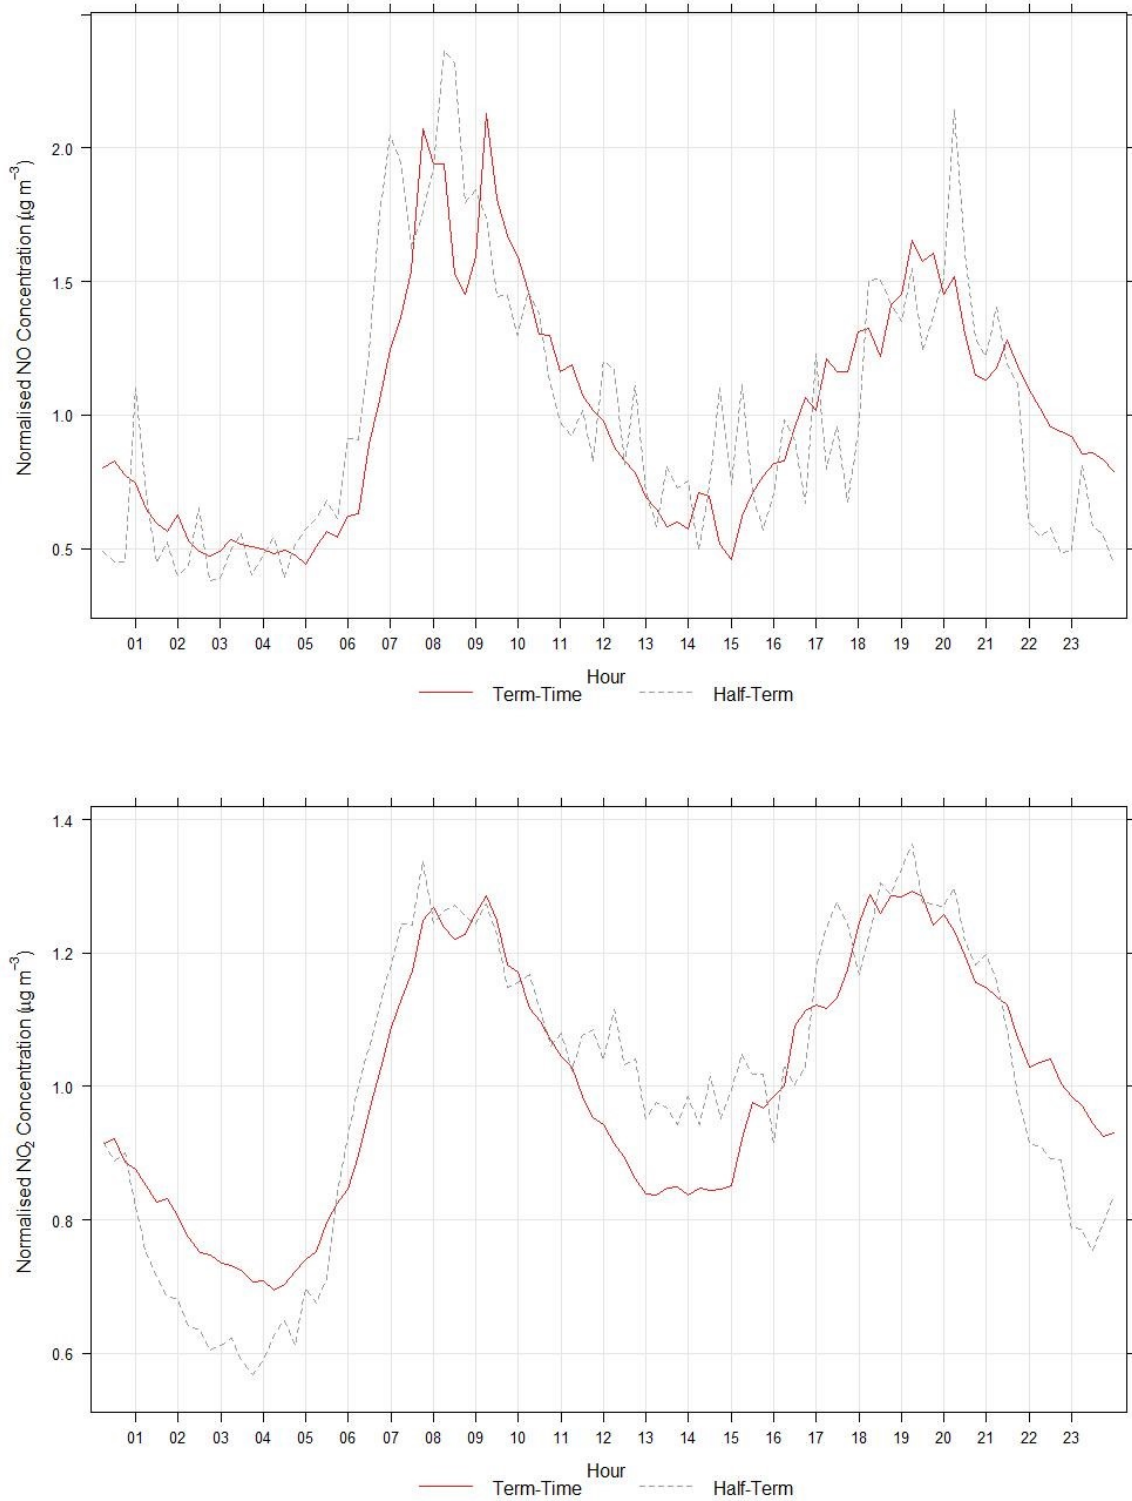 Normalised NO Concentration (µg m⁻³)
2.0
1.5
1.0
0.5
01 02 03 04 05 06 07 08 09 10 11 12 13 14 15 16 17 18 19 20 21 22 23
Hour
Term-Time Half-Term
Normalised NO₂ Concentration (µg m⁻³)
1.4
1.2
1.0
0.8
0.6
01 02 03 04 05 06 07 08 09 10 11 12 13 14 15 16 17 18 19 20 21 22 23
Hour
Term-Time Half-Term